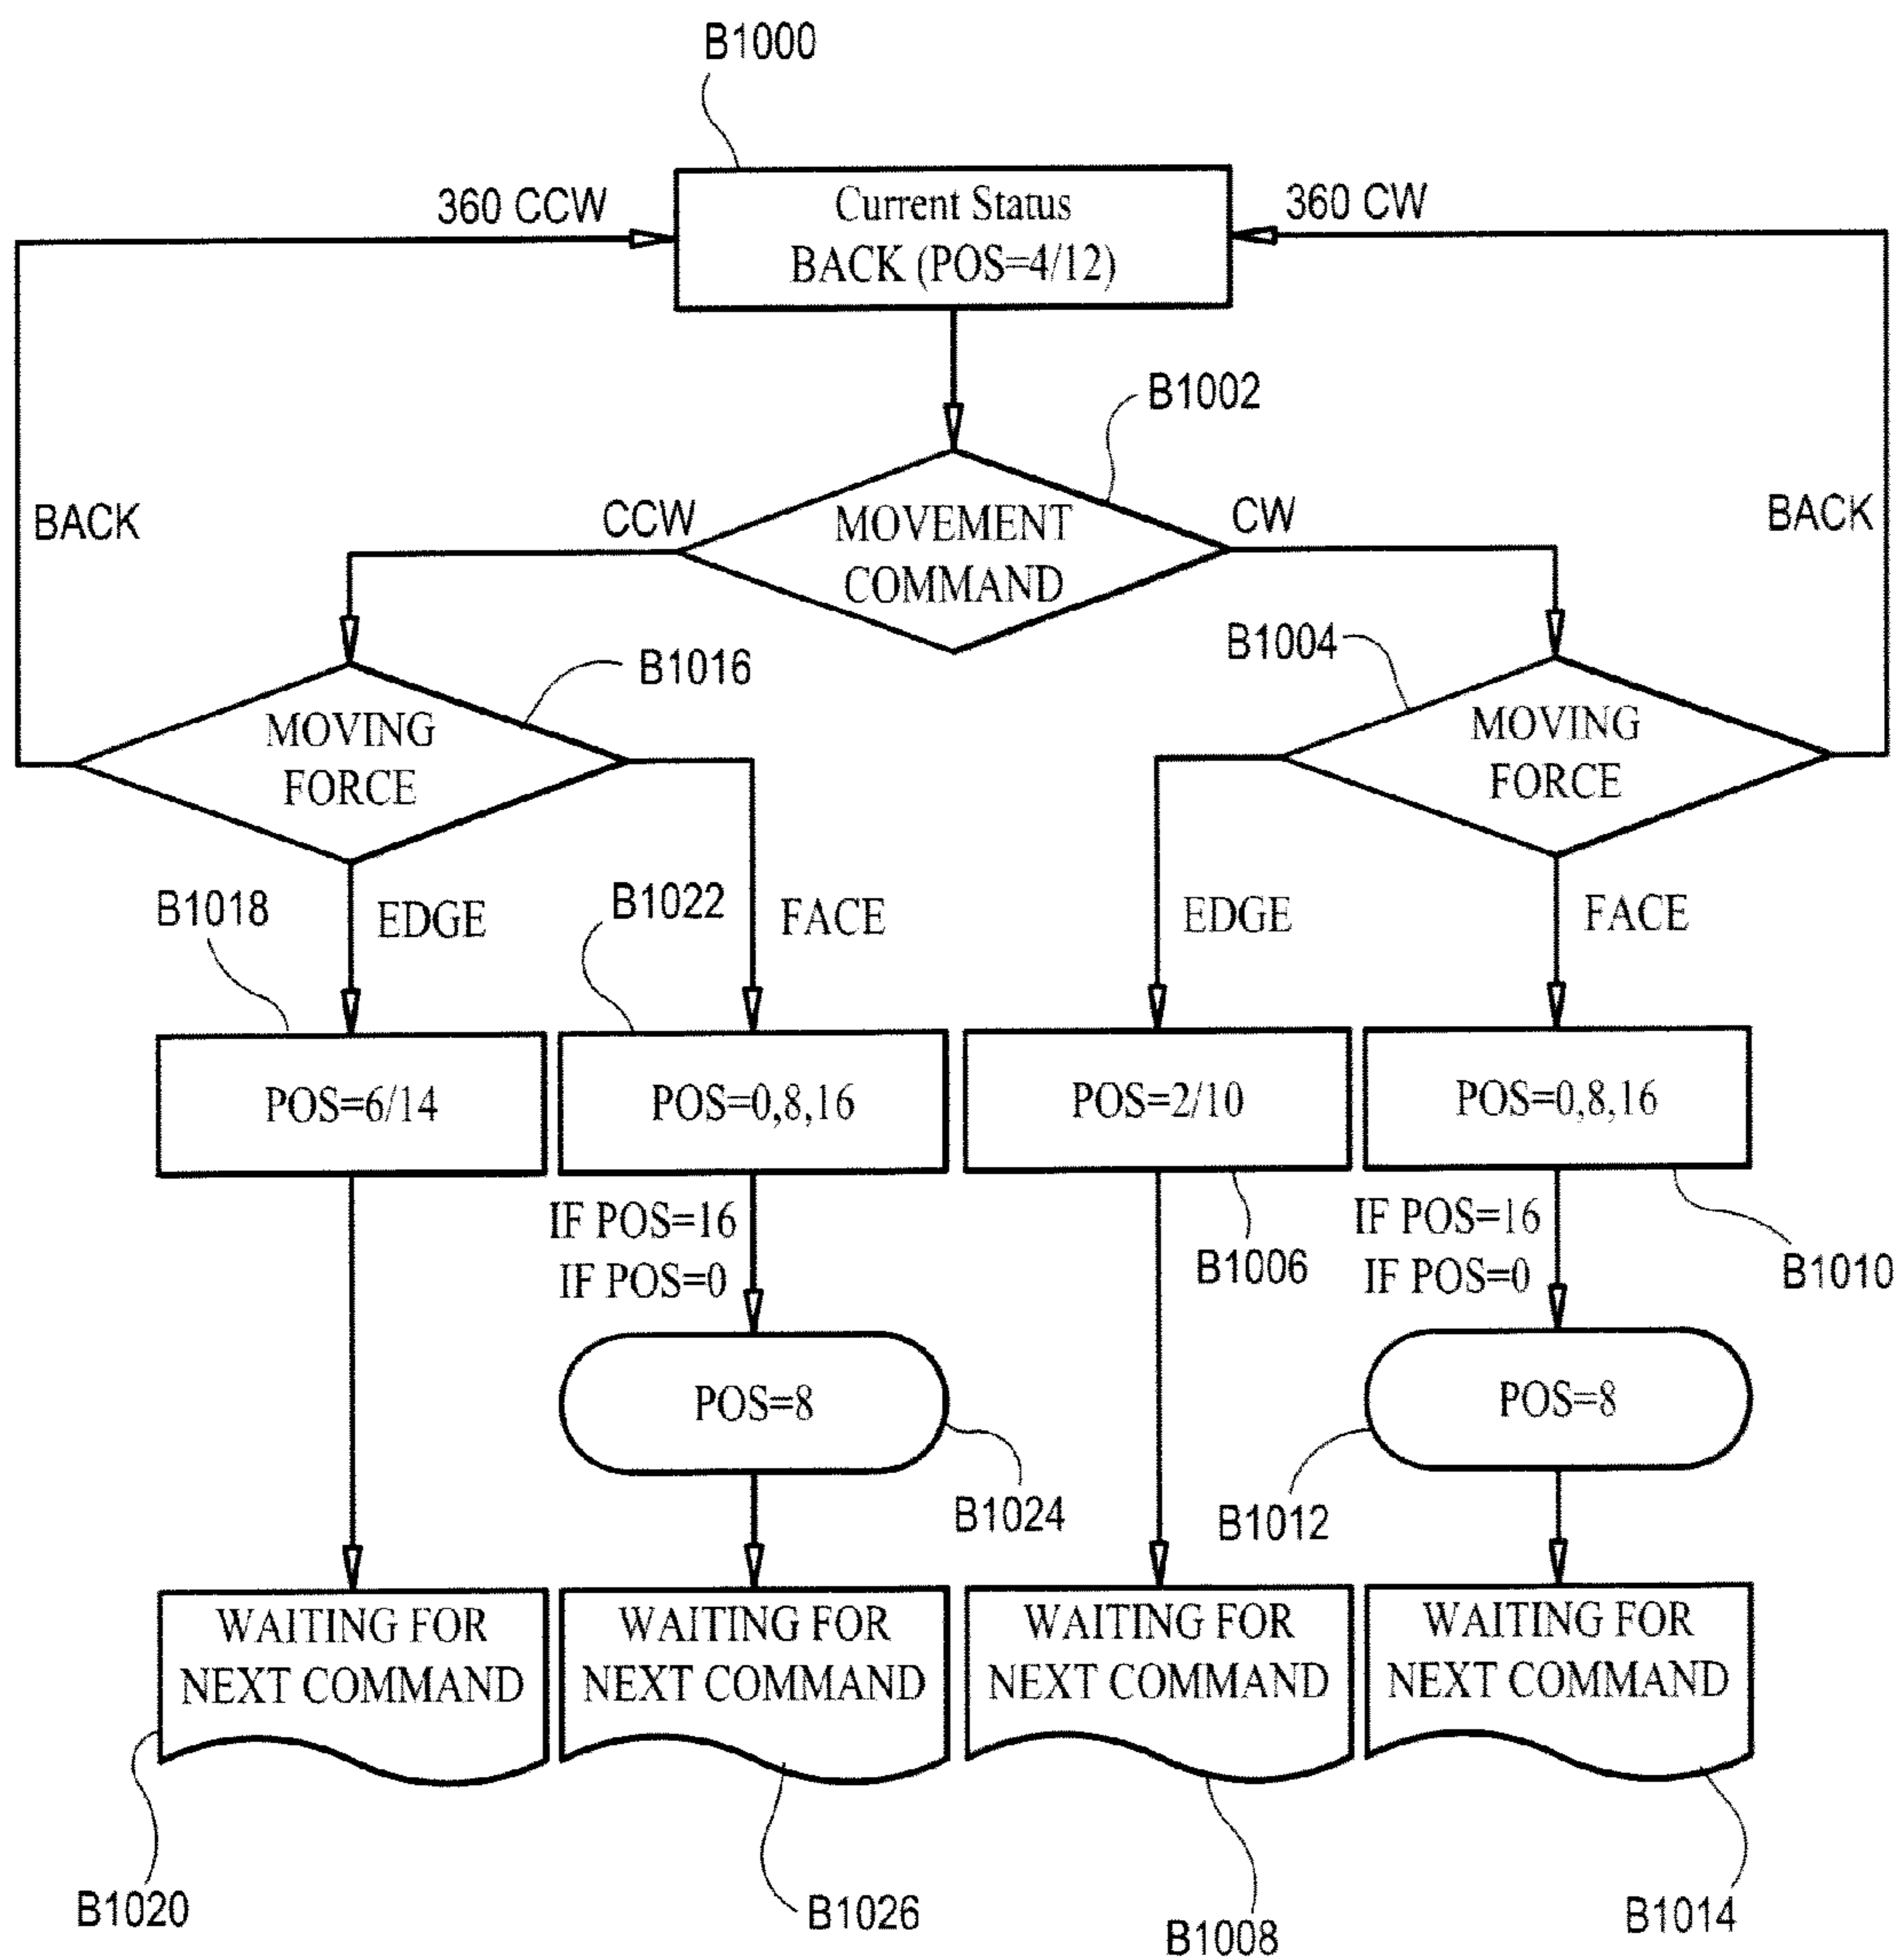 B1000
360 CCW
Current Status
BACK (POS=4/12)
360 CW
B1002
BACK
CCW
MOVEMENT
COMMAND
CW
BACK
B1016
B1004
MOVING
FORCE
MOVING
FORCE
B1018
EDGE
B1022
FACE
EDGE
FACE
POS=6/14
POS=0,8,16
POS=2/10
POS=0,8,16
IF POS=16
IF POS=0
B1006
IF POS=16
IF POS=0
B1010
POS=8
POS=8
B1024
B1012
WAITING FOR
NEXT COMMAND
WAITING FOR
NEXT COMMAND
WAITING FOR
NEXT COMMAND
WAITING FOR
NEXT COMMAND
B1020
B1026
B1008
B1014